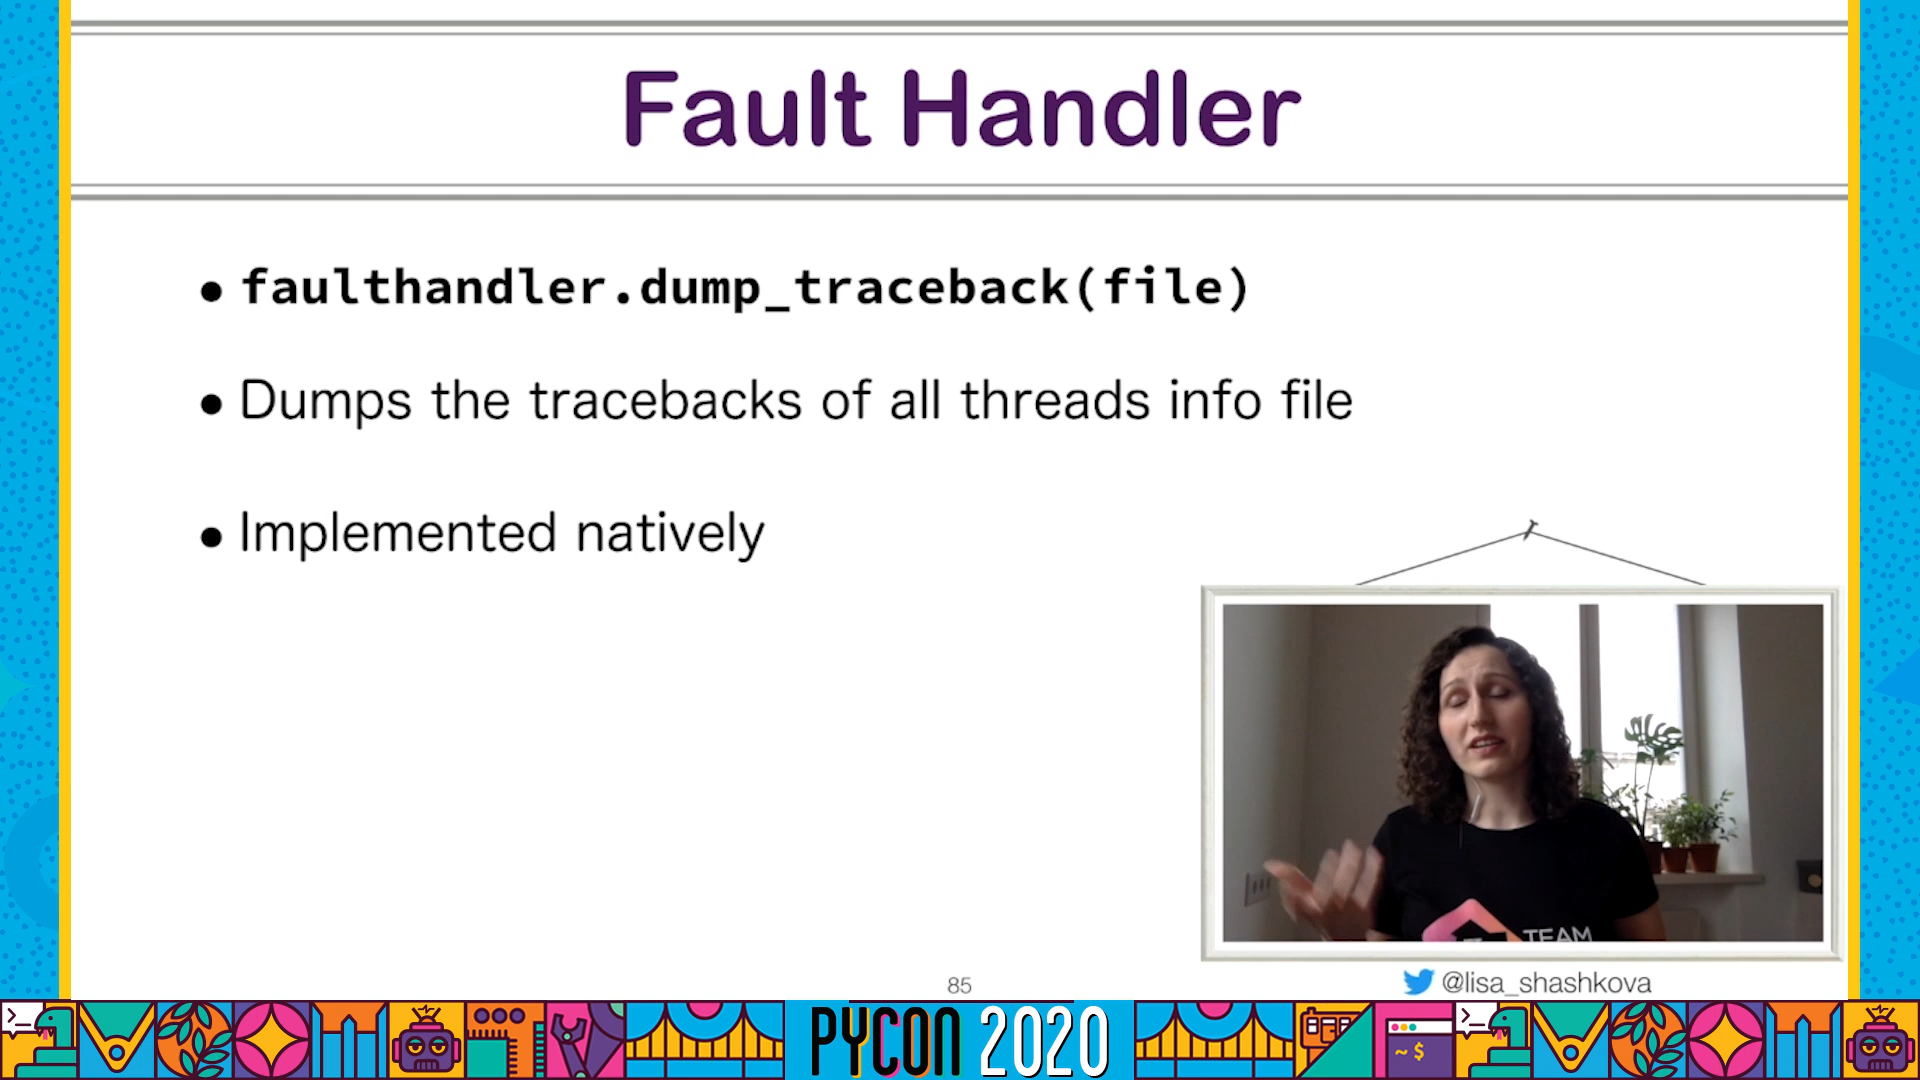 Fault Handler
• faulthandler.dump_traceback(file)
• Dumps the tracebacks of all threads info file
• Implemented natively
TEAM
85
@lisa_shashkova
PYCON 2020
~ $